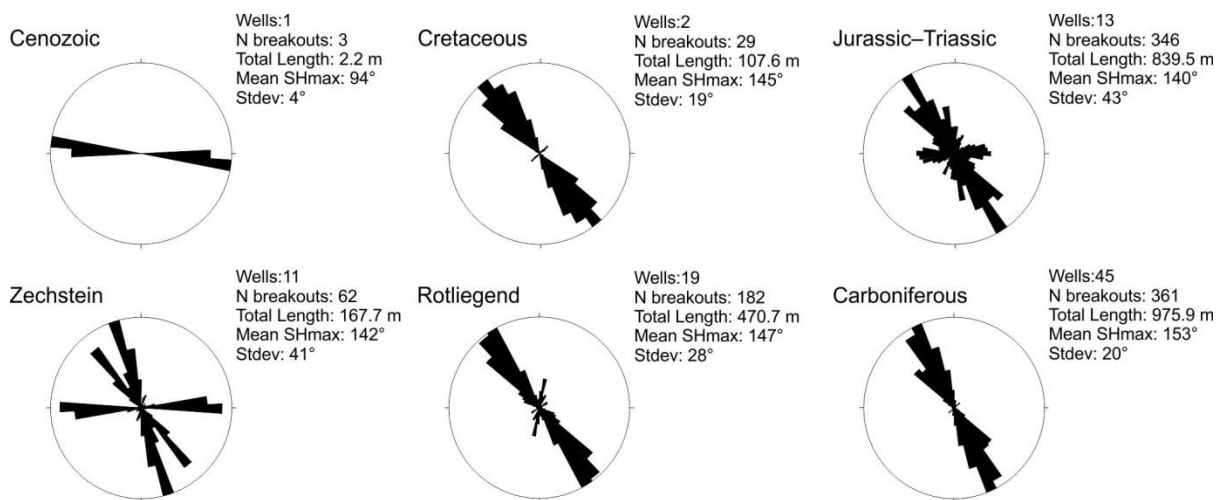 Cenozoic
Wells:1
N breakouts: 3
Total Length: 2.2 m
Mean SHmax: 94°
Stdev: 4°
Cretaceous
Wells:2
N breakouts: 29
Total Length: 107.6 m
Mean SHmax: 145°
Stdev: 19°
Jurassic–Triassic
Wells:13
N breakouts: 346
Total Length: 839.5 m
Mean SHmax: 140°
Stdev: 43°
Zechstein
Wells:11
N breakouts: 62
Total Length: 167.7 m
Mean SHmax: 142°
Stdev: 41°
Rotliegend
Wells:19
N breakouts: 182
Total Length: 470.7 m
Mean SHmax: 147°
Stdev: 28°
Carboniferous
Wells:45
N breakouts: 361
Total Length: 975.9 m
Mean SHmax: 153°
Stdev: 20°